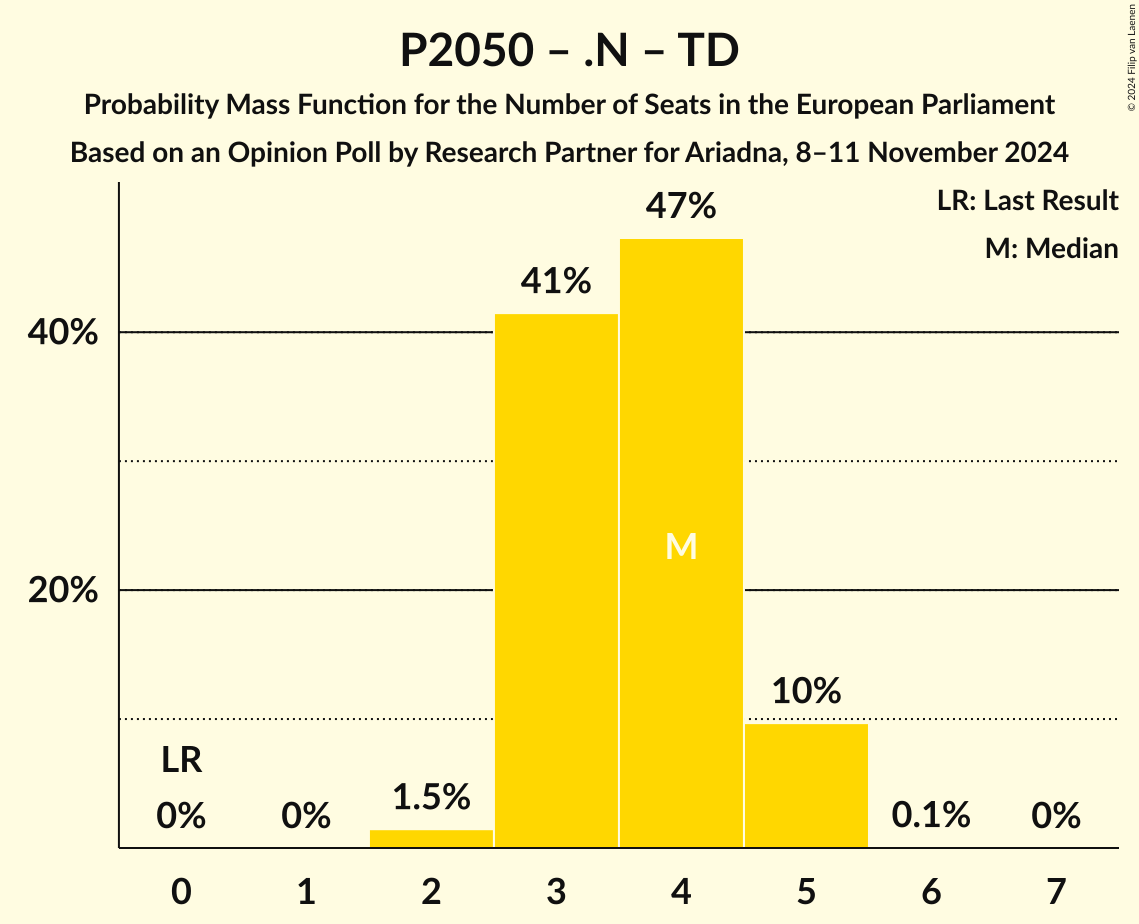 P2050 – .N – TD
Probability Mass Function for the Number of Seats in the European Parliament
Based on an Opinion Poll by Research Partner for Ariadna, 8–11 November 2024
© 2024 Filip van Laenen
LR: Last Result
M: Median
47%
41%
40%
M
20%
10%
LR
1.5%
0%
0%
0.1%
0%
0
1
2
3
4
5
6
7